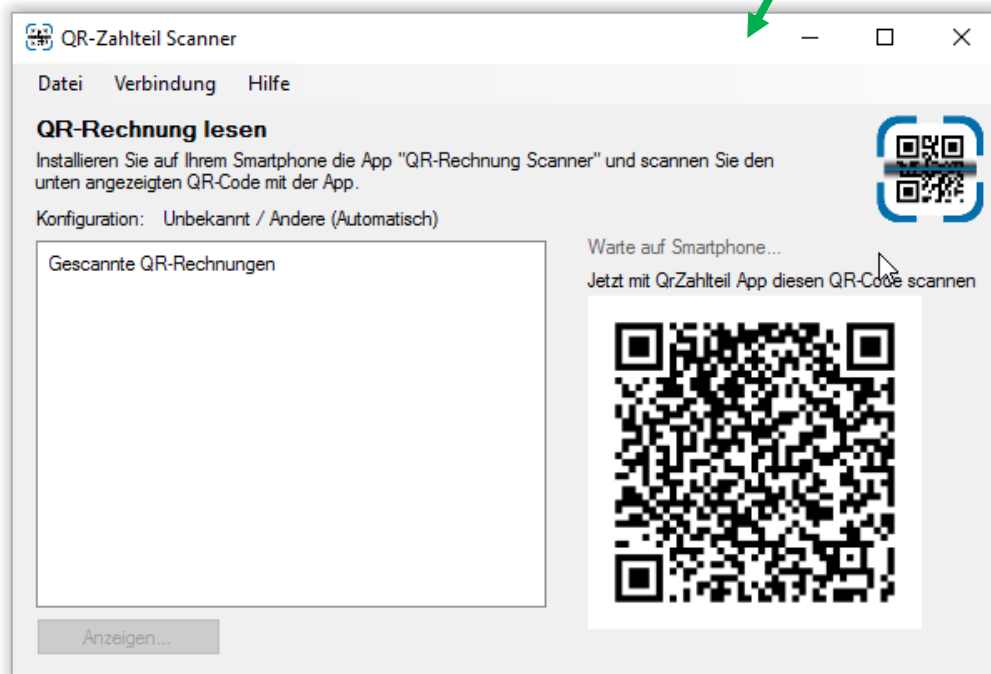 QR-Zahlteil Scanner
Datei Verbindung Hilfe
QR-Rechnung lesen
Installieren Sie auf Ihrem Smartphone die App "QR-Rechnung Scanner" und scannen Sie den
unten angezeigten QR-Code mit der App.
Konfiguration: Unbekannt / Andere (Automatisch)
Gescannte QR-Rechnungen
Warte auf Smartphone...
Jetzt mit QrZahlteil App diesen QR-Code scannen
Anzeigen...